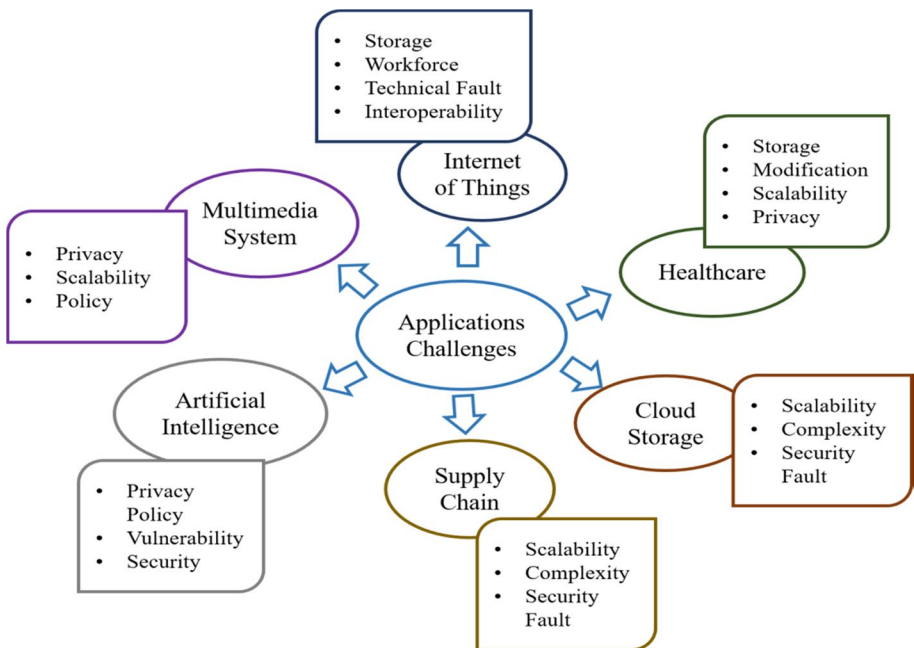 • Storage
• Workforce
• Technical Fault
• Interoperability
Internet
of Things
• Storage
• Modification
• Scalability
• Privacy
Healthcare
Multimedia
System
• Privacy
• Scalability
• Policy
Applications
Challenges
Artificial
Intelligence
• Privacy
Policy
• Vulnerability
• Security
Cloud
Storage
• Scalability
• Complexity
• Security
Fault
Supply
Chain
• Scalability
• Complexity
• Security
Fault